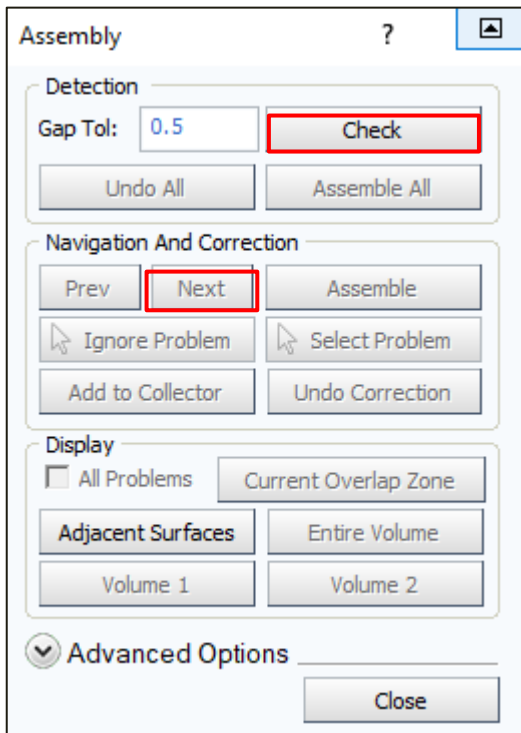 Assembly ?
Detection
Gap Tol: 0.5 Check
Undo All Assemble All
Navigation And Correction
Prev Next Assemble
Ignore Problem Select Problem
Add to Collector Undo Correction
Display
All Problems Current Overlap Zone
Adjacent Surfaces Entire Volume
Volume 1 Volume 2
Advanced Options
Close